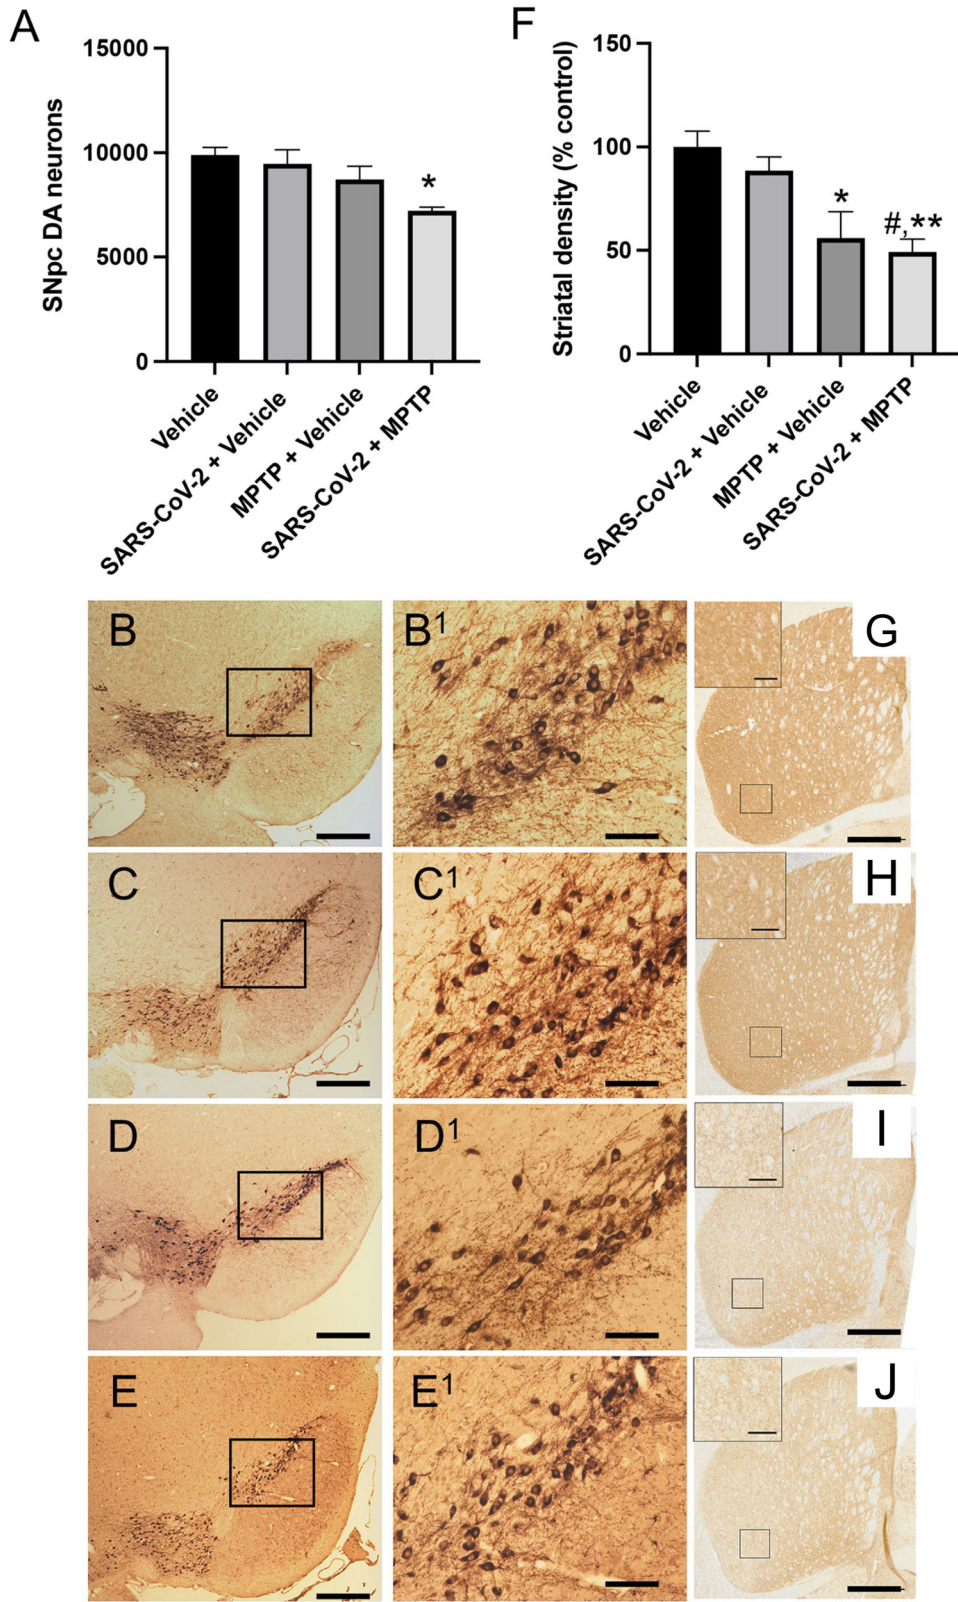 A
SNpc DA neurons
15000
10000
5000
0
*
Vehicle
SARS-CoV-2 + Vehicle
MPTP + Vehicle
SARS-CoV-2 + MPTP
F
Striatal density (% control)
150
100
50
0
*
#,**
Vehicle
SARS-CoV-2 + Vehicle
MPTP + Vehicle
SARS-CoV-2 + MPTP
B
B¹
G
C
C¹
H
D
D¹
I
E
E¹
J